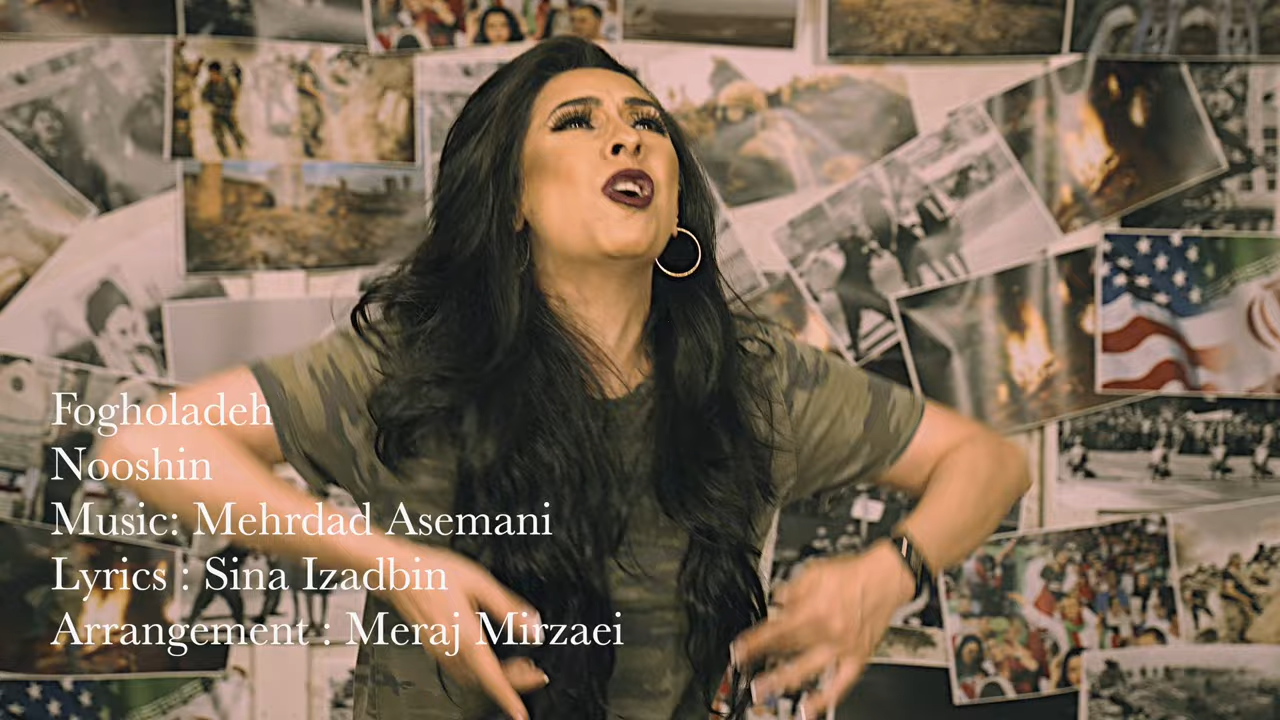 Fogholadeh
Nooshin
Music: Mehrdad Asemani
Lyrics : Sina Izadbin
Arrangement : Meraj Mirzaei